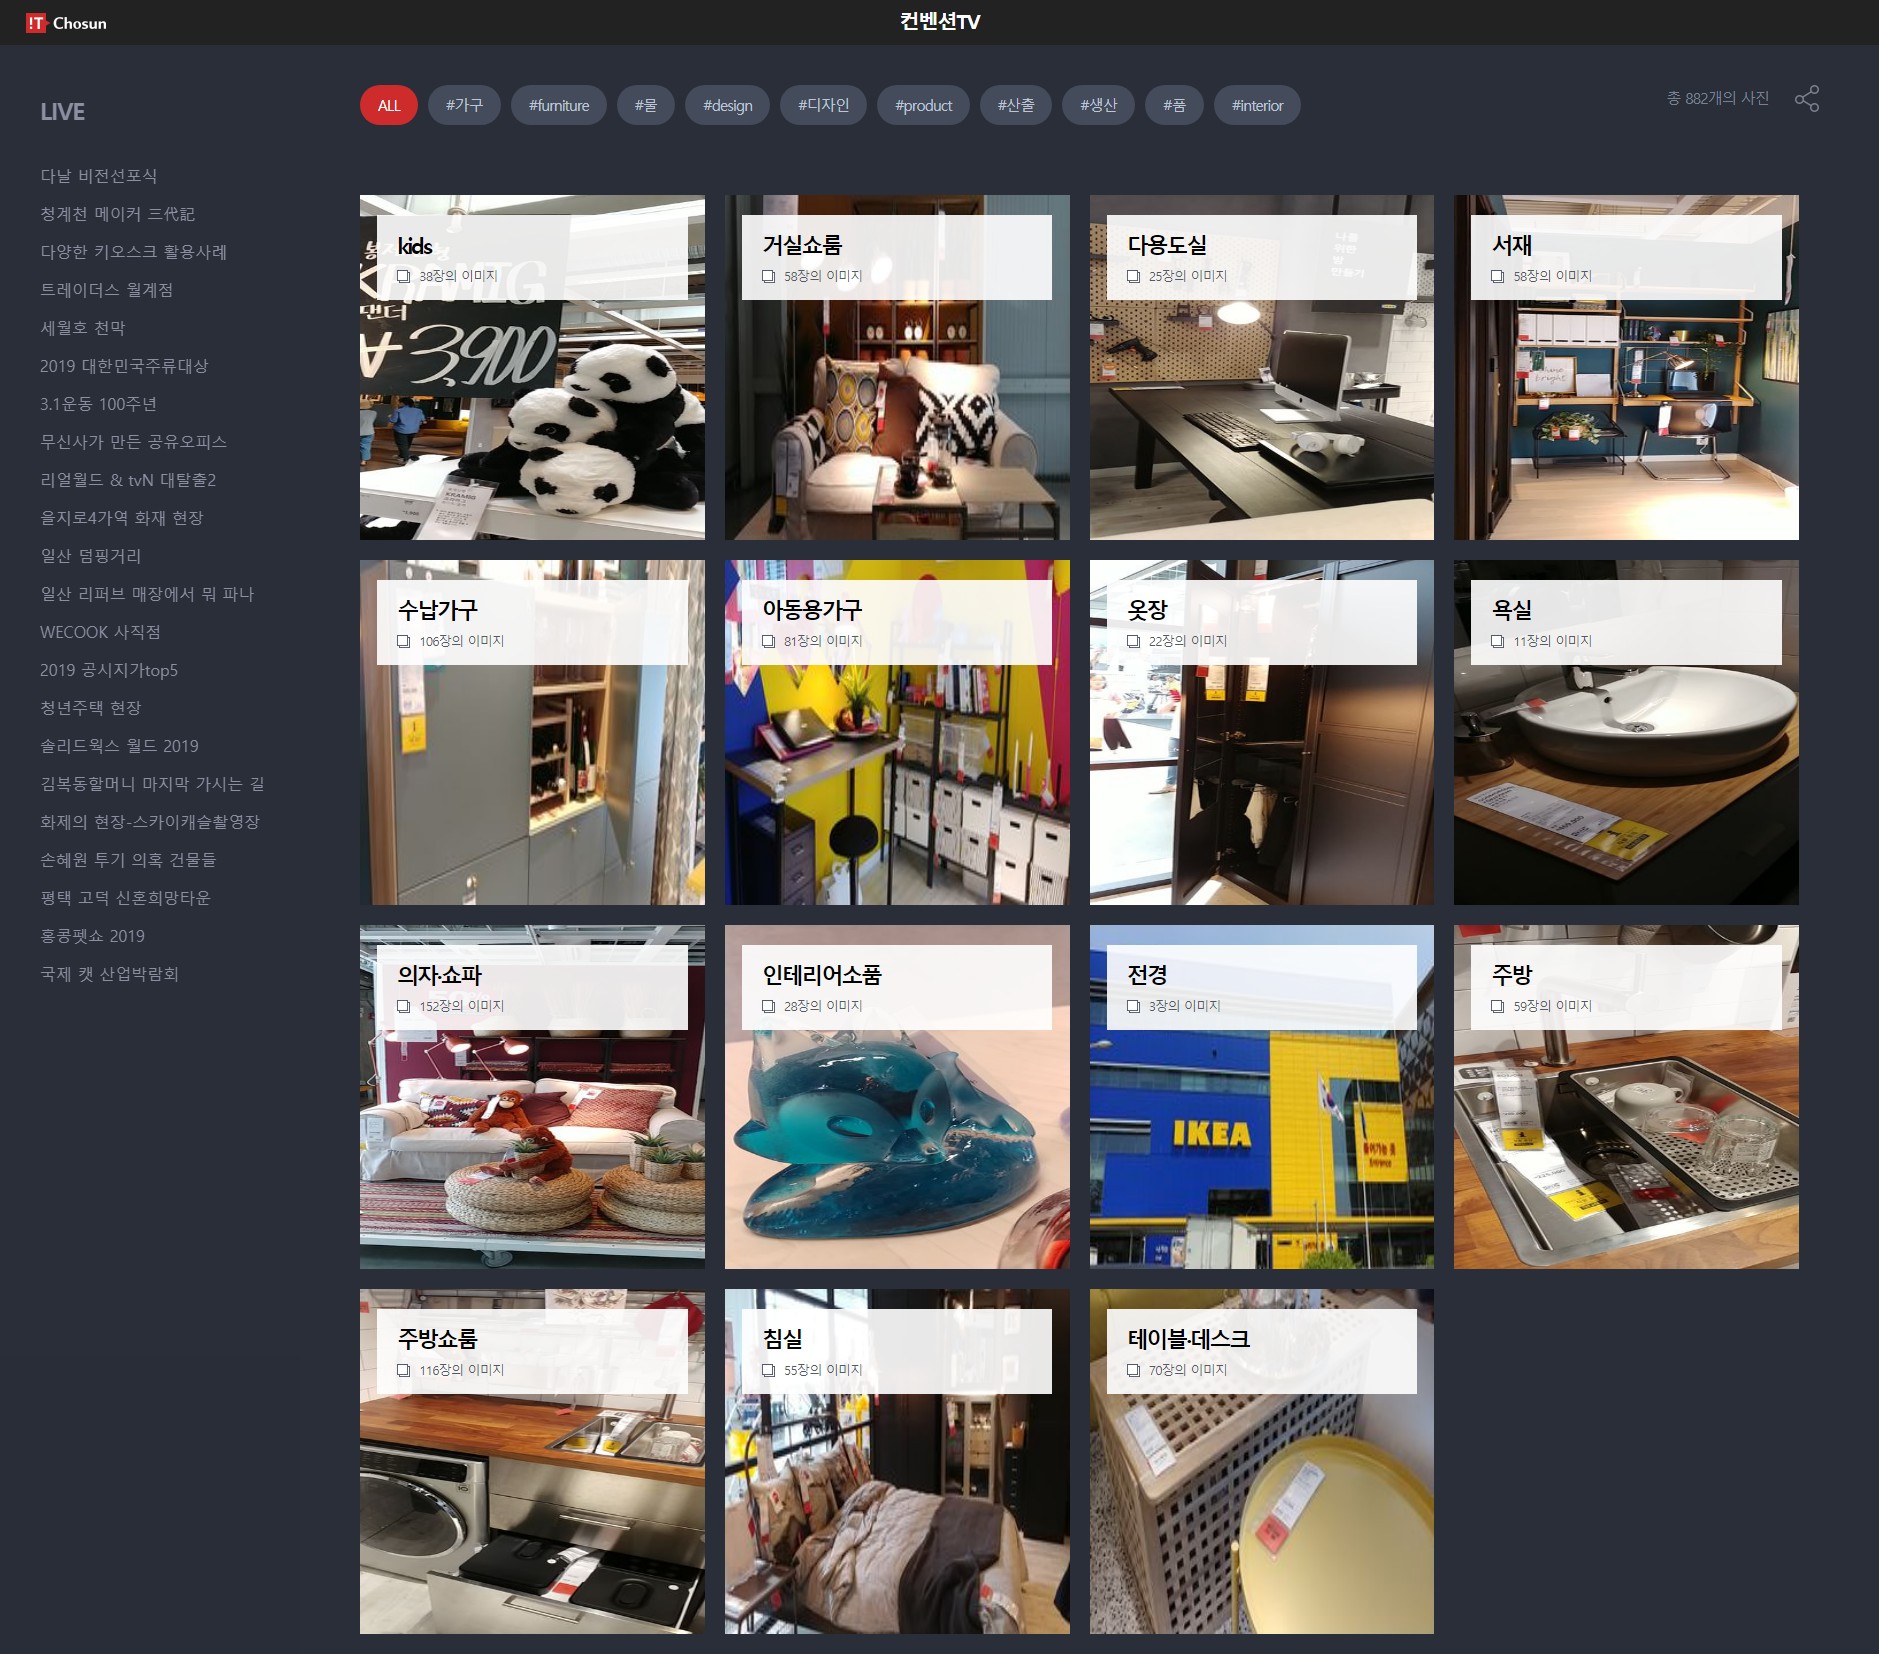 !T Chosun
컨벤션TV
LIVE
다날 비전선포식
청계천 메이커 三代記
다양한 키오스크 활용사례
트레이더스 월계점
세월호 천막
2019 대한민국주류대상
3.1운동 100주년
무신사가 만든 공유오피스
리얼월드 & tvN 대탈출2
을지로4가역 화재 현장
일산 덤핑거리
일산 리퍼브 매장에서 뭐 파나
WECOOK 사직점
2019 공시지가top5
청년주택 현장
솔리드웍스 월드 2019
김복동할머니 마지막 가시는 길
화제의 현장-스카이캐슬촬영장
손혜원 투기 의혹 건물들
평택 고덕 신혼희망타운
홍콩펫쇼 2019
국제 캣 산업박람회
ALL #가구 #furniture #물 #design #디자인 #product #산출 #생산 #품 #interior
총 882개의 사진
kids
38장의 이미지
KRAMIG
댄더
₩3,900
거실쇼룸
58장의 이미지
다용도실
25장의 이미지
나를
위한
방
만들기
서재
58장의 이미지
수납가구
106장의 이미지
아동용가구
81장의 이미지
옷장
22장의 이미지
욕실
11장의 이미지
의자·쇼파
152장의 이미지
인테리어소품
28장의 이미지
전경
3장의 이미지
IKEA
들어가는 곳
Entrance
주방
59장의 이미지
주방쇼룸
116장의 이미지
침실
55장의 이미지
테이블·데스크
70장의 이미지